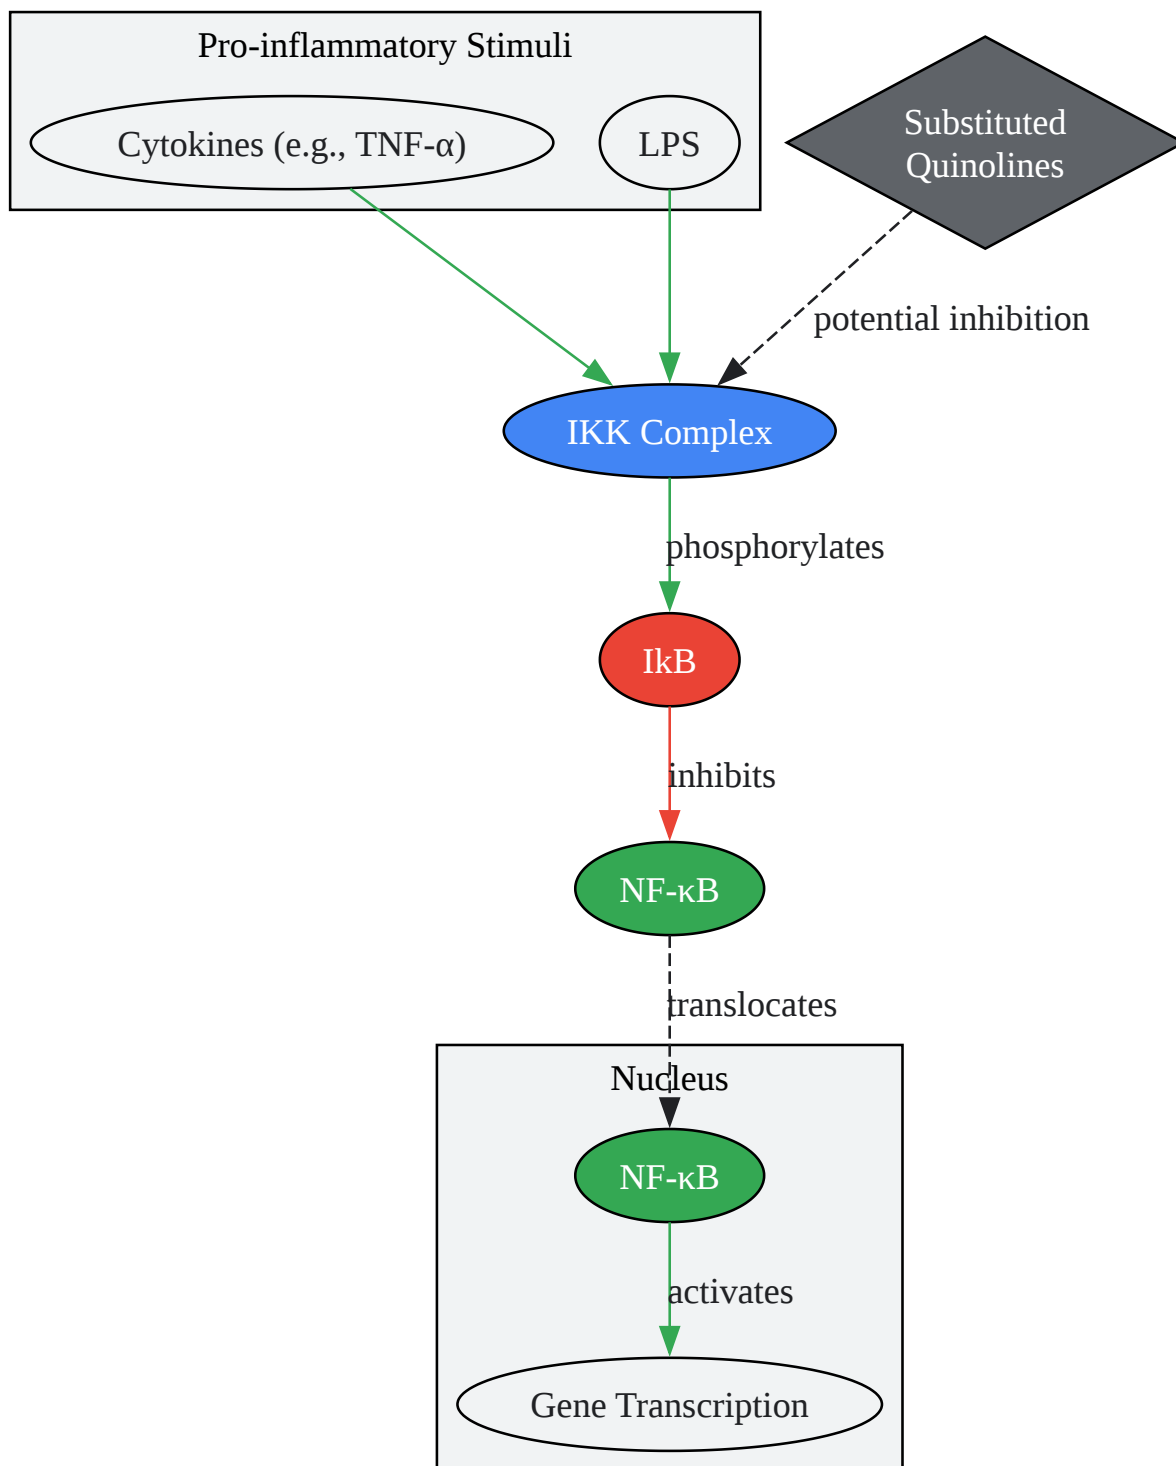 Pro-inflammatory Stimuli
Cytokines (e.g., TNF-α)
LPS
Substituted
Quinolines
potential inhibition
IKK Complex
phosphorylates
IkB
inhibits
NF-κB
translocates
Nucleus
NF-κB
activates
Gene Transcription